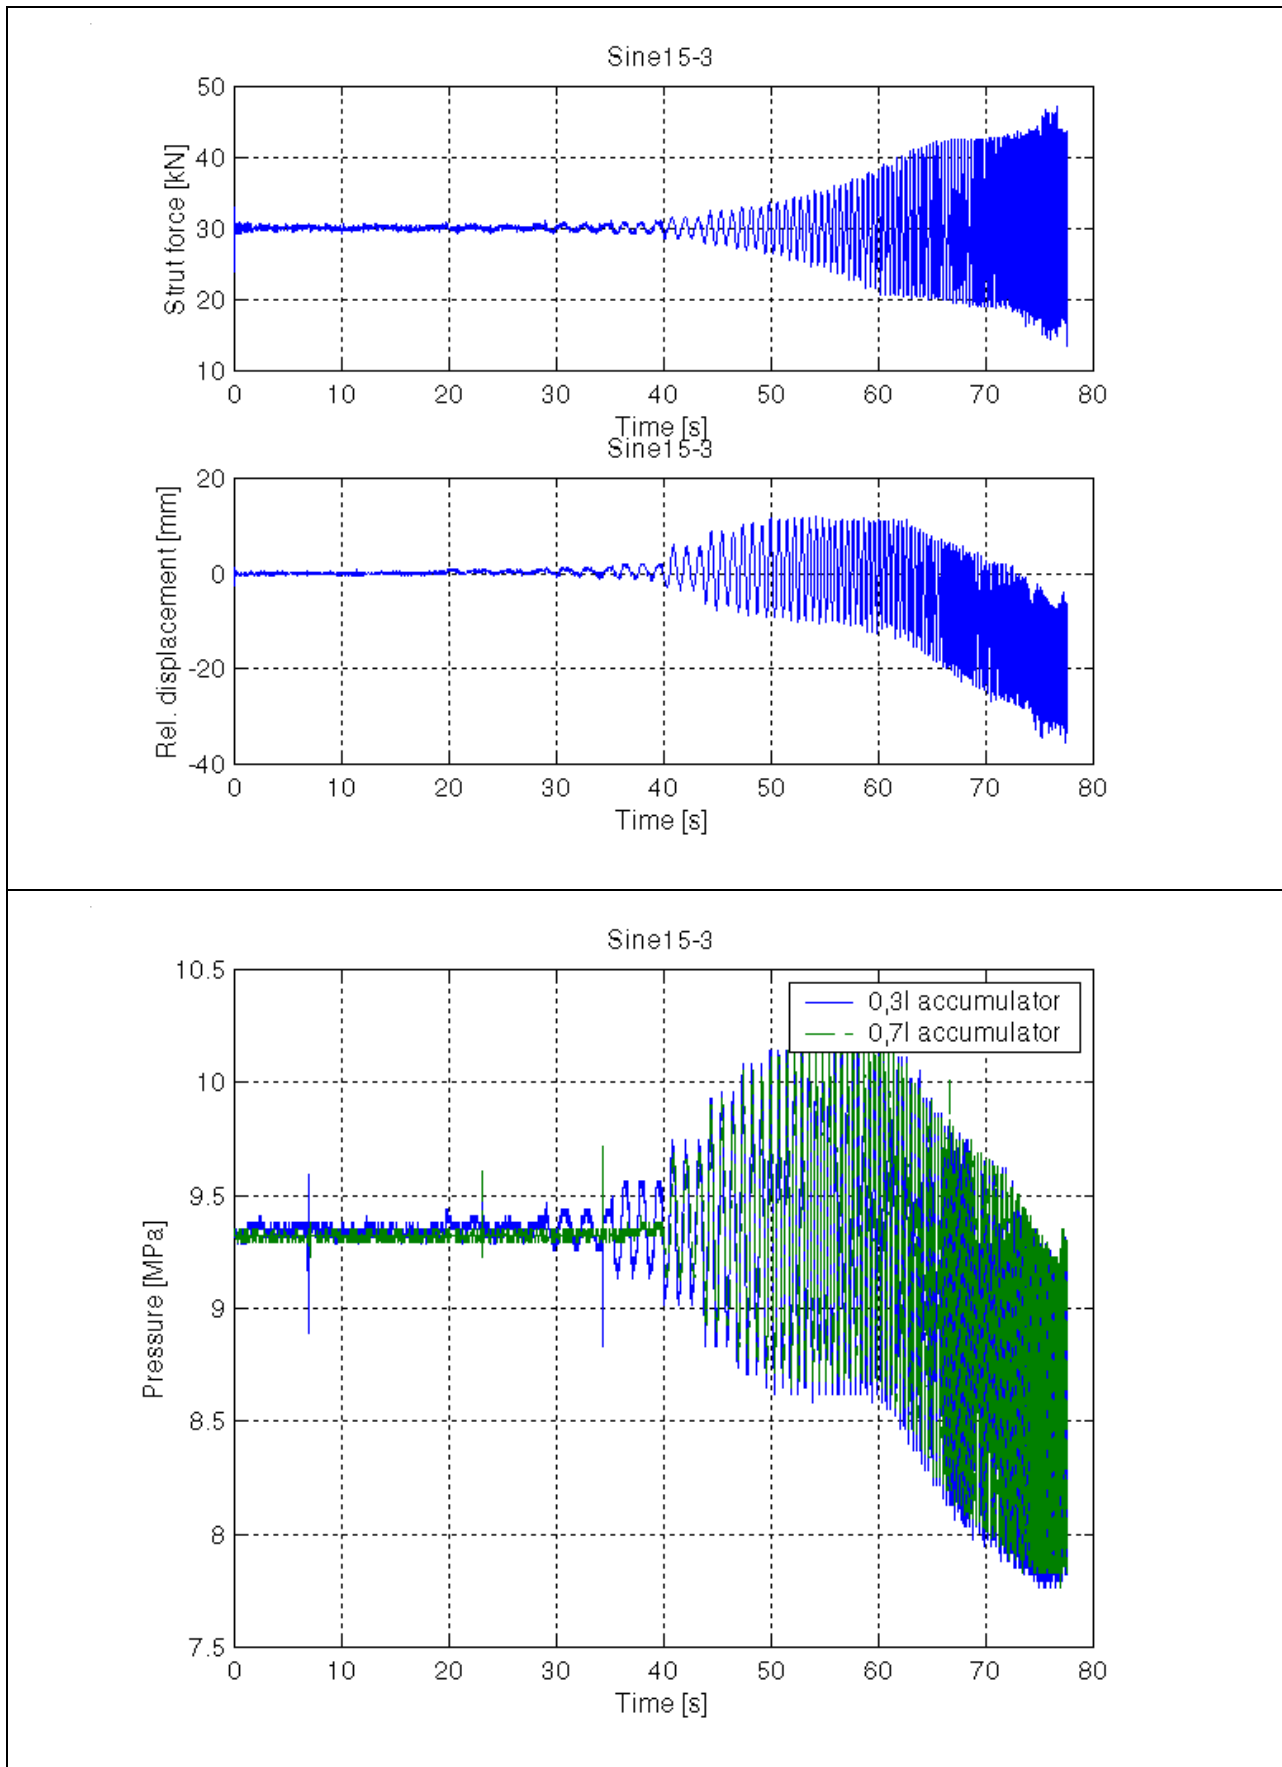 Sine15-3
Strut force [kN]
50
40
30
20
10
0 10 20 30 40 50 60 70 80
Time [s]
Sine15-3
Rel. displacement [mm]
20
0
-20
-40
0 10 20 30 40 50 60 70 80
Time [s]
Sine15-3
Pressure [MPa]
10.5
10
9.5
9
8.5
8
7.5
0,3l accumulator
0,7l accumulator
0 10 20 30 40 50 60 70 80
Time [s]